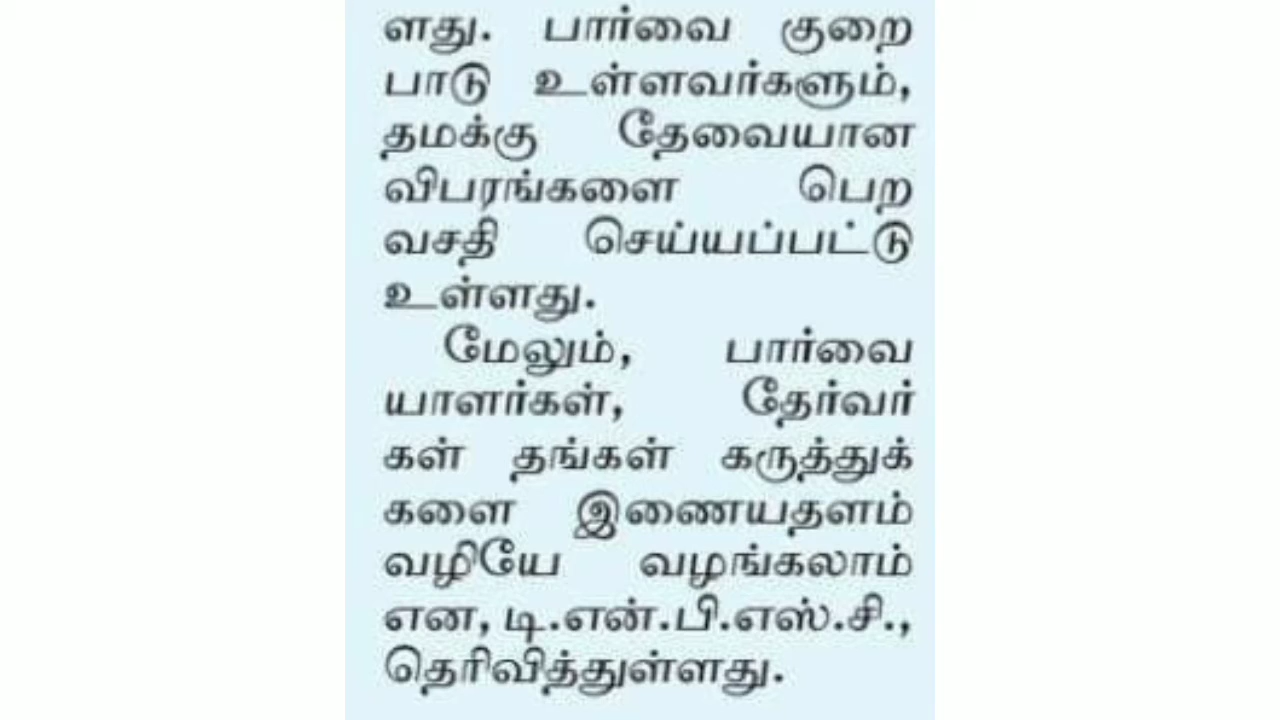 ளது. பார்வை குறை
பாடு உள்ளவர்களும்,
தமக்கு தேவையான
விபரங்களை பெற
வசதி செய்யப்பட்டு
உள்ளது.
மேலும், பார்வை
யாளர்கள், தேர்வர்
கள் தங்கள் கருத்துக்
களை இணையதளம்
வழியே வழங்கலாம்
என, டி.என்.பி.எஸ்.சி.,
தெரிவித்துள்ளது.